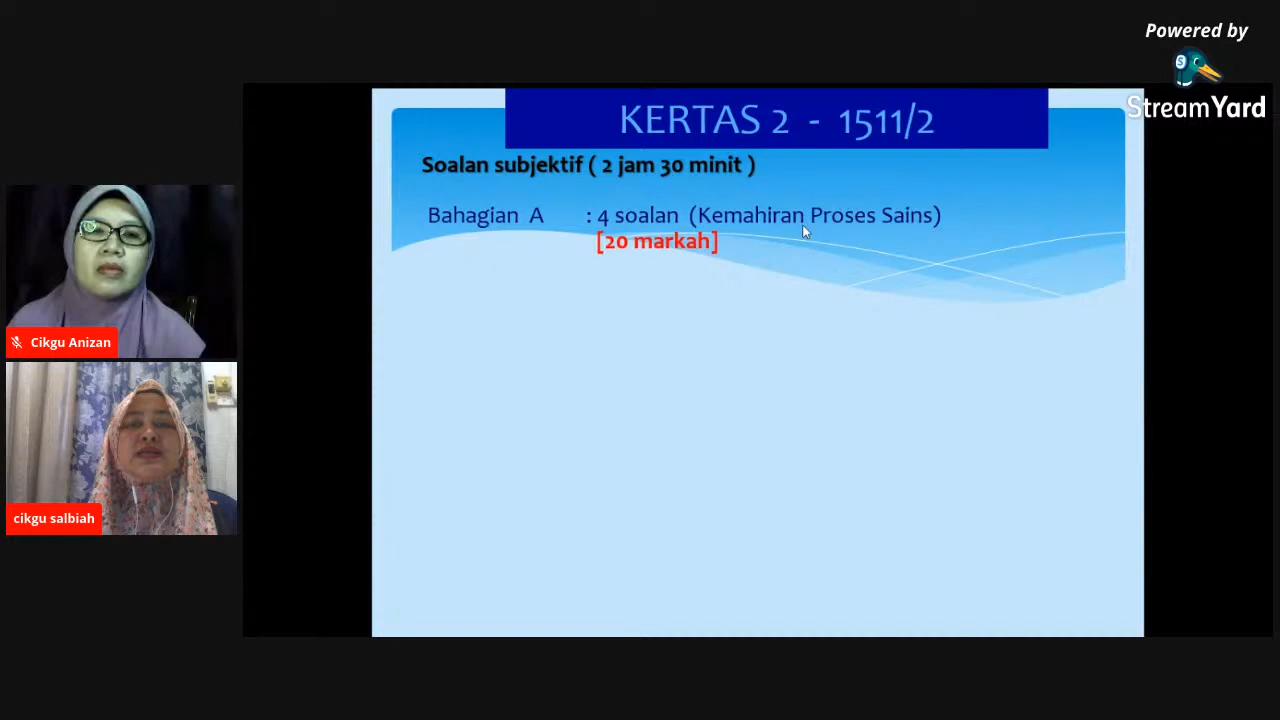 Powered by
StreamYard
KERTAS 2 - 1511/2
Soalan subjektif ( 2 jam 30 minit )
Bahagian A : 4 soalan (Kemahiran Proses Sains)
[20 markah]
Cikgu Anizan
cikgu salbiah